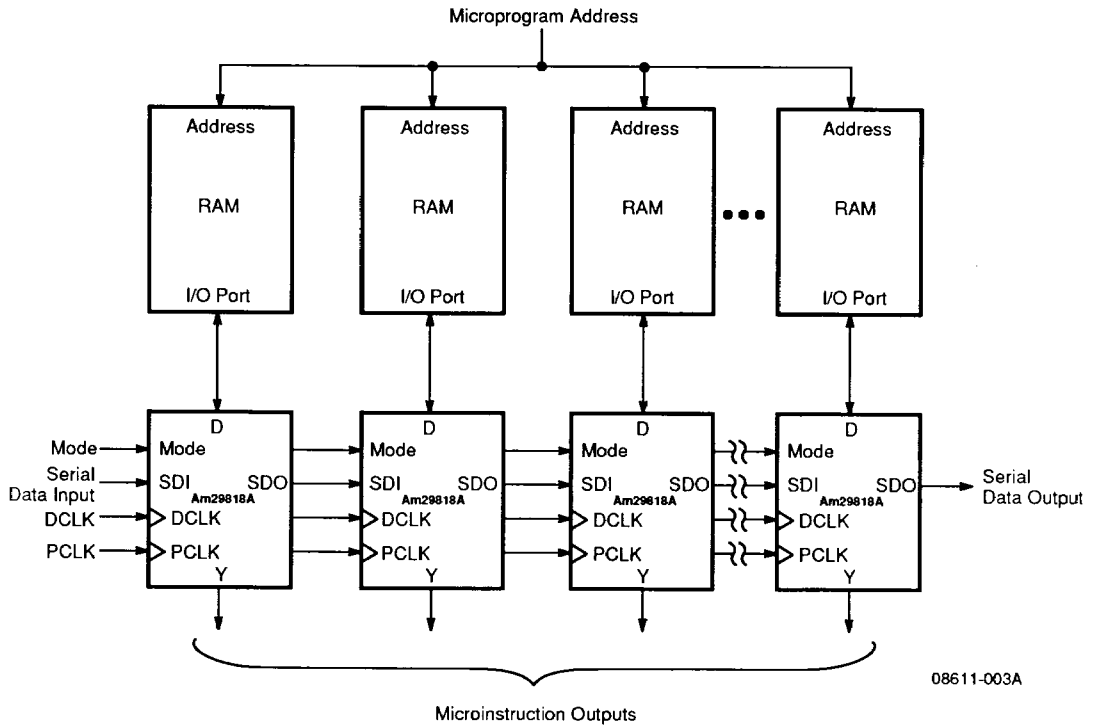 Microprogram Address
Address Address Address Address
RAM RAM RAM RAM
I/O Port I/O Port I/O Port I/O Port
D D D D
Mode Mode Mode Mode Mode
Serial
Data Input
SDI SDO SDI SDO SDI SDO SDI SDO
Serial
Data Output
Am29818A Am29818A Am29818A Am29818A
DCLK DCLK DCLK DCLK DCLK
PCLK PCLK PCLK PCLK PCLK
Y Y Y Y
08611-003A
Microinstruction Outputs